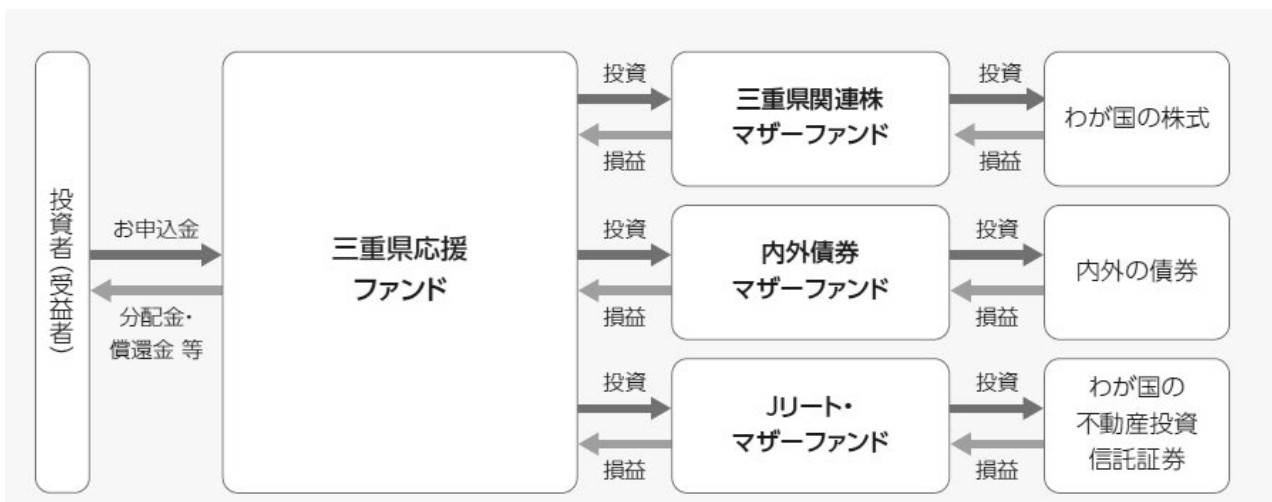 投資者(受益者)
お申込金
分配金・
償還金 等
三重県応援
ファンド
投資
損益
三重県関連株
マザーファンド
投資
損益
わが国の株式
投資
損益
内外債券
マザーファンド
投資
損益
内外の債券
投資
損益
Jリート・
マザーファンド
投資
損益
わが国の
不動産投資
信託証券